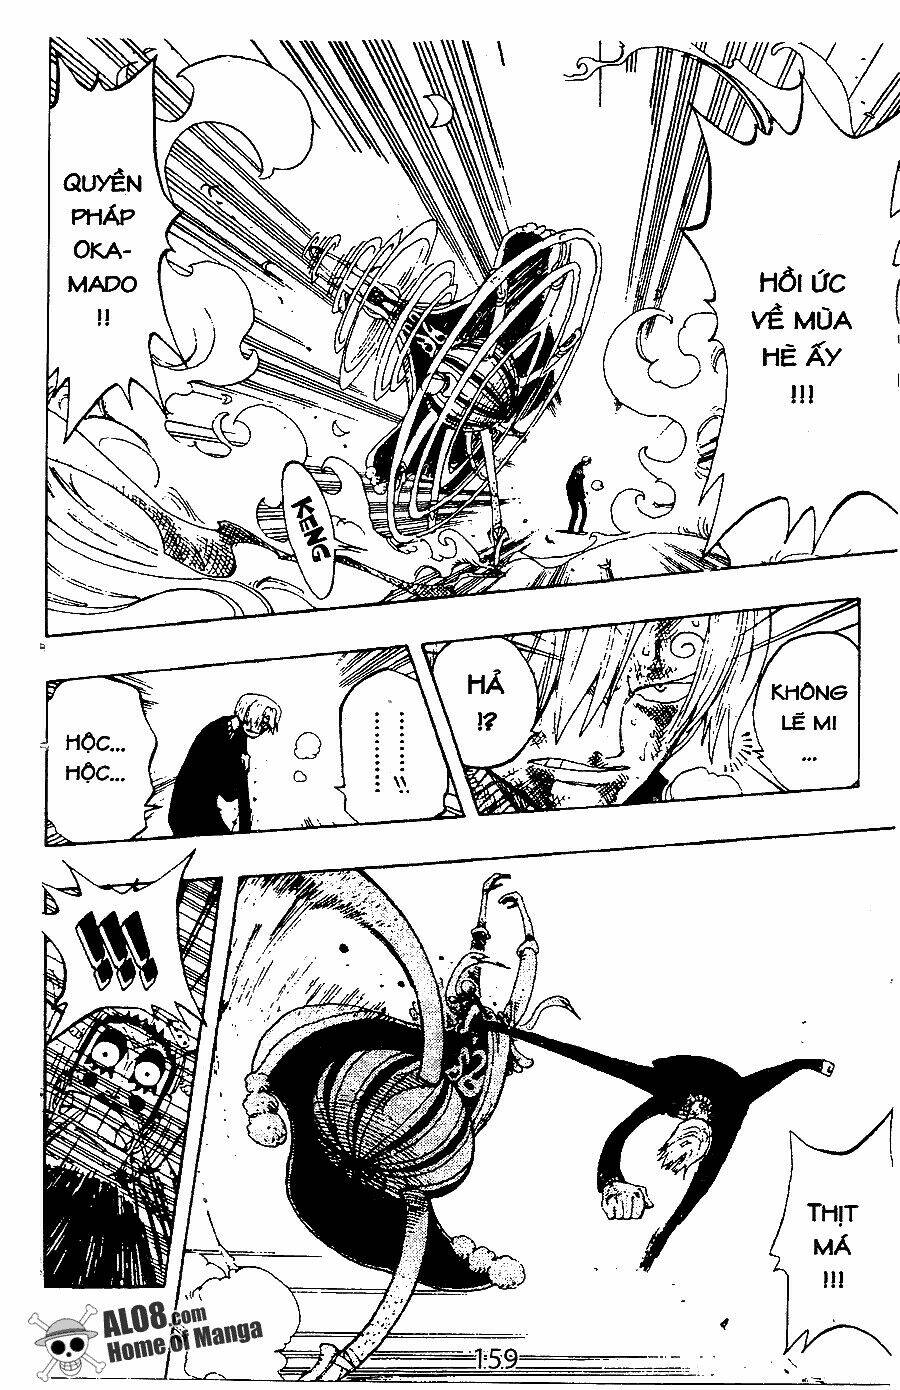 HỒI ỨC
VỀ MÙA
HÈ ẤY
!!!
QUYỀN
PHÁP
OKA-
MADO
!!
KENG
KHÔNG
LẼ MI
...
HẢ
!?
.........!!
HỘC...
HỘC...
!!!
THỊT
MÁ
!!!
ALO8.com
Home of Manga
159